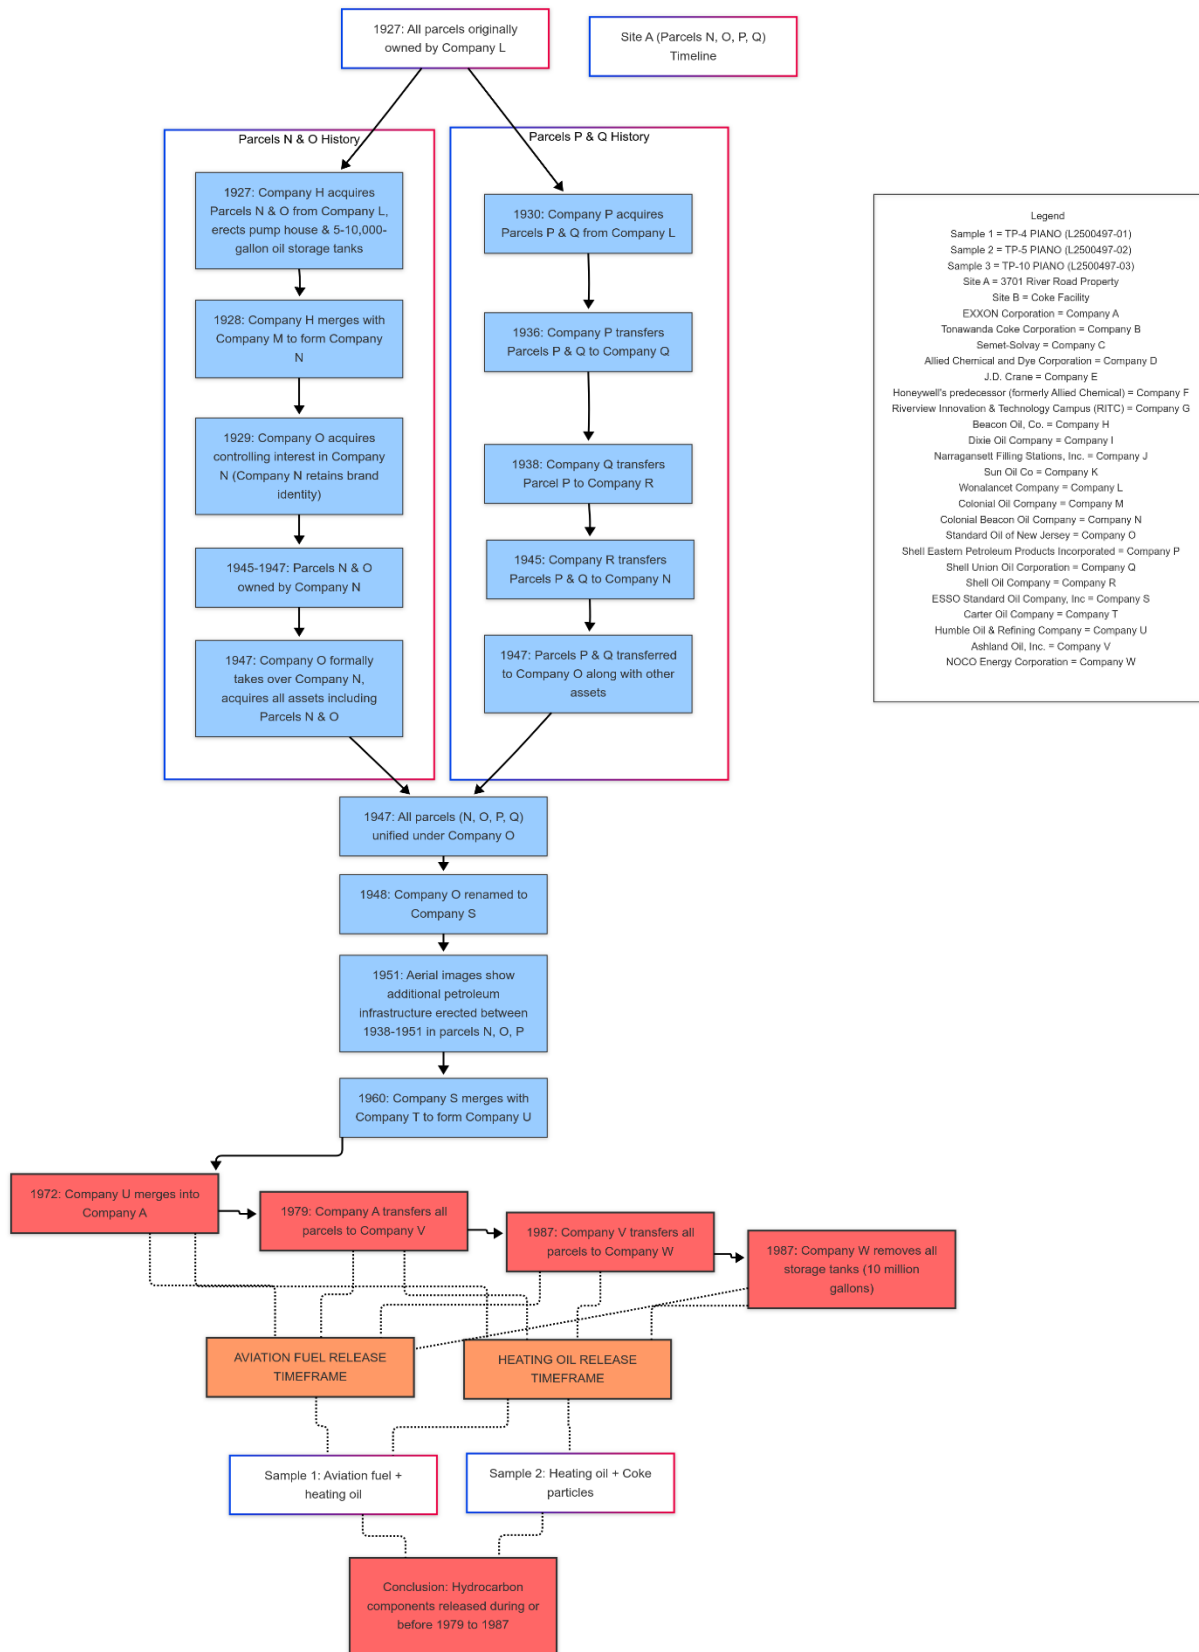 1927: All parcels originally
owned by Company L
Site A (Parcels N, O, P, Q)
Timeline
Parcels N & O History
1927: Company H acquires
Parcels N & O from Company L,
erects pump house & 5-10,000-
gallon oil storage tanks
1928: Company H merges with
Company M to form Company
N
1929: Company O acquires
controlling interest in Company
N (Company N retains brand
identity)
1945-1947: Parcels N & O
owned by Company N
1947: Company O formally
takes over Company N,
acquires all assets including
Parcels N & O
Parcels P & Q History
1930: Company P acquires
Parcels P & Q from Company L
1936: Company P transfers
Parcels P & Q to Company Q
1938: Company Q transfers
Parcel P to Company R
1945: Company R transfers
Parcels P & Q to Company N
1947: Parcels P & Q transferred
to Company O along with other
assets
Legend
Sample 1 = TP-4 PIANO (L2500497-01)
Sample 2 = TP-5 PIANO (L2500497-02)
Sample 3 = TP-10 PIANO (L2500497-03)
Site A = 3701 River Road Property
Site B = Coke Facility
EXXON Corporation = Company A
Tonawanda Coke Corporation = Company B
Semet-Solvay = Company C
Allied Chemical and Dye Corporation = Company D
J.D. Crane = Company E
Honeywell's predecessor (formerly Allied Chemical) = Company F
Riverview Innovation & Technology Campus (RITC) = Company G
Beacon Oil, Co. = Company H
Dixie Oil Company = Company I
Narragansett Filling Stations, Inc. = Company J
Sun Oil Co = Company K
Wonalancet Company = Company L
Colonial Oil Company = Company M
Colonial Beacon Oil Company = Company N
Standard Oil of New Jersey = Company O
Shell Eastern Petroleum Products Incorporated = Company P
Shell Union Oil Corporation = Company Q
Shell Oil Company = Company R
ESSO Standard Oil Company, Inc = Company S
Carter Oil Company = Company T
Humble Oil & Refining Company = Company U
Ashland Oil, Inc. = Company V
NOCO Energy Corporation = Company W
1947: All parcels (N, O, P, Q)
unified under Company O
1948: Company O renamed to
Company S
1951: Aerial images show
additional petroleum
infrastructure erected between
1938-1951 in parcels N, O, P
1960: Company S merges with
Company T to form Company U
1972: Company U merges into
Company A
1979: Company A transfers all
parcels to Company V
1987: Company V transfers all
parcels to Company W
1987: Company W removes all
storage tanks (10 million
gallons)
AVIATION FUEL RELEASE
TIMEFRAME
HEATING OIL RELEASE
TIMEFRAME
Sample 1: Aviation fuel +
heating oil
Sample 2: Heating oil + Coke
particles
Conclusion: Hydrocarbon
components released during or
before 1979 to 1987